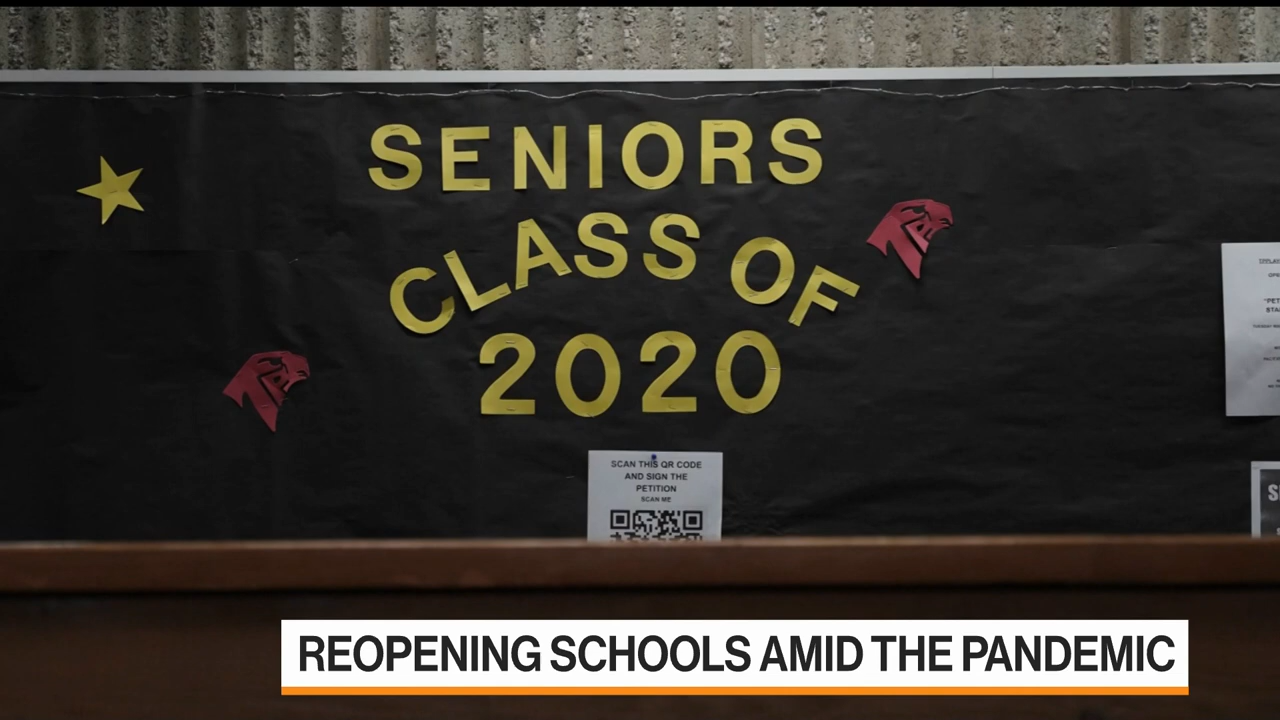 SENIORS
CLASS OF
2020
SCAN THIS QR CODE
AND SIGN THE
PETITION
SCAN ME
REOPENING SCHOOLS AMID THE PANDEMIC